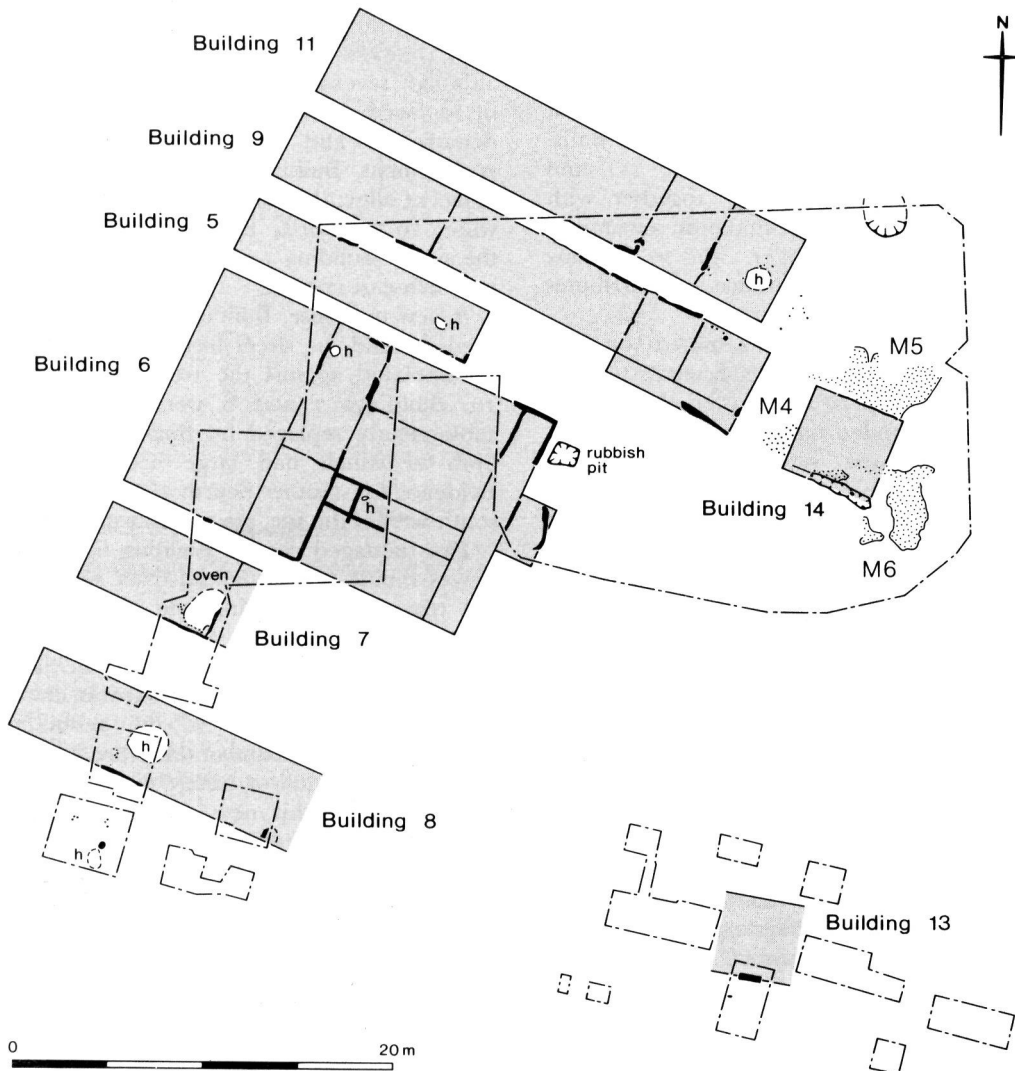 N
Building 11
Building 9
Building 5
h
h
h
Building 6
M5
M4
rubbish
pit
h
Building 14
M6
oven
Building 7
h
Building 8
h
Building 13
0
20 m